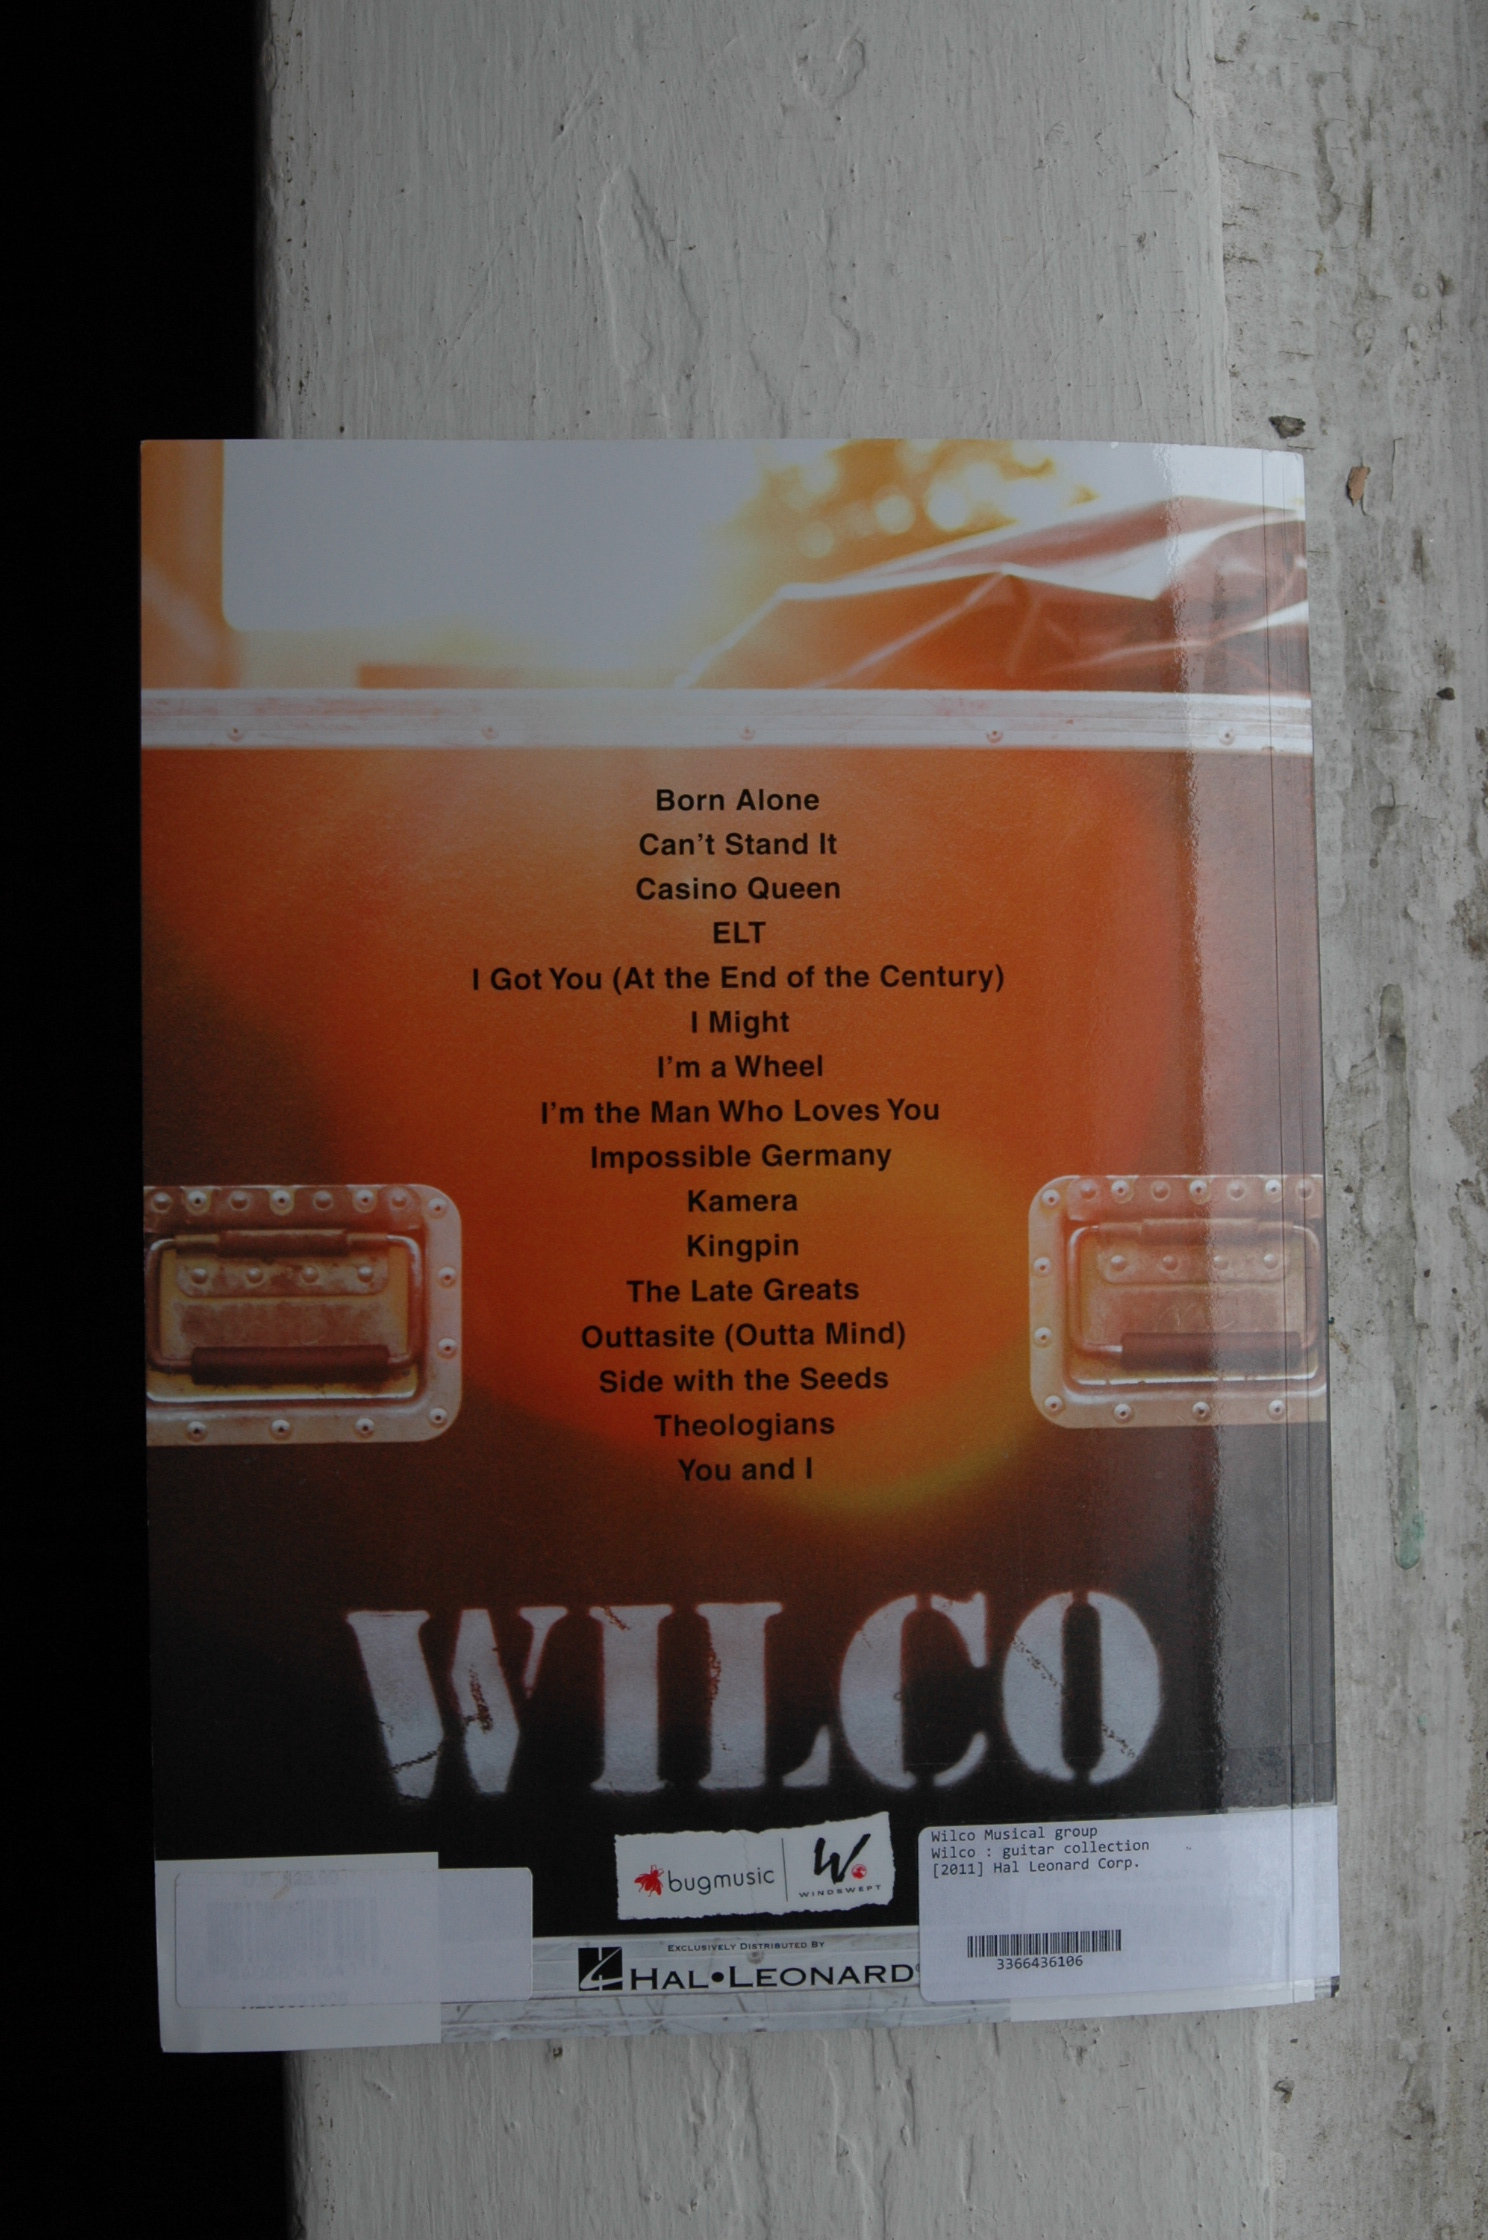 Born Alone
Can't Stand It
Casino Queen
ELT
I Got You (At the End of the Century)
I Might
I'm a Wheel
I'm the Man Who Loves You
Impossible Germany
Kamera
Kingpin
The Late Greats
Outtasite (Outta Mind)
Side with the Seeds
Theologians
You and I
WILCO
bugmusic
W.
WINDSWEPT
Wilco Musical group
Wilco : guitar collection
[2011] Hal Leonard Corp.
3366436106
EXCLUSIVELY DISTRIBUTED BY
HAL•LEONARD